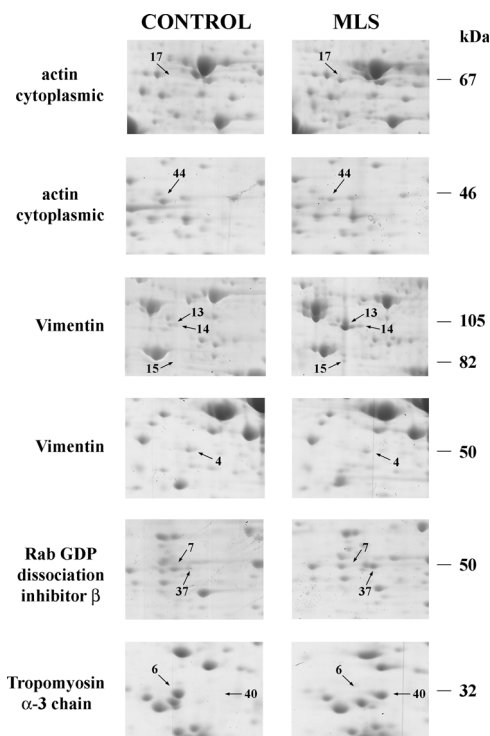 CONTROL MLS
kDa
actin
cytoplasmic
17
17
67
actin
cytoplasmic
44
44
46
Vimentin
13
14
15
13
14
15
105
82
Vimentin
4
4
50
Rab GDP
dissociation
inhibitor β
7
37
7
37
50
Tropomyosin
α-3 chain
6
40
6
40
32